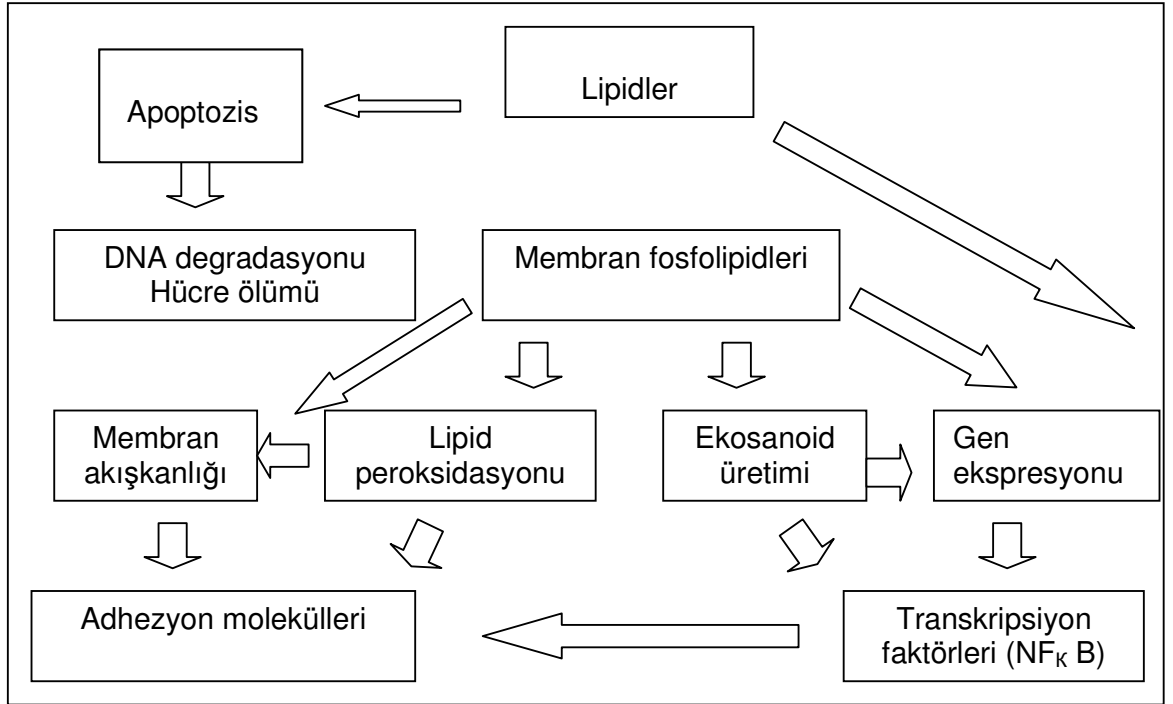 Lipidler
Apoptozis
DNA degradasyonu
Hücre ölümü
Membran fosfolipidleri
Membran
akışkanlığı
Lipid
peroksidasyonu
Ekosanoid
üretimi
Gen
ekspresyonu
Adhezyon molekülleri
Transkripsiyon
faktörleri (NFK B)